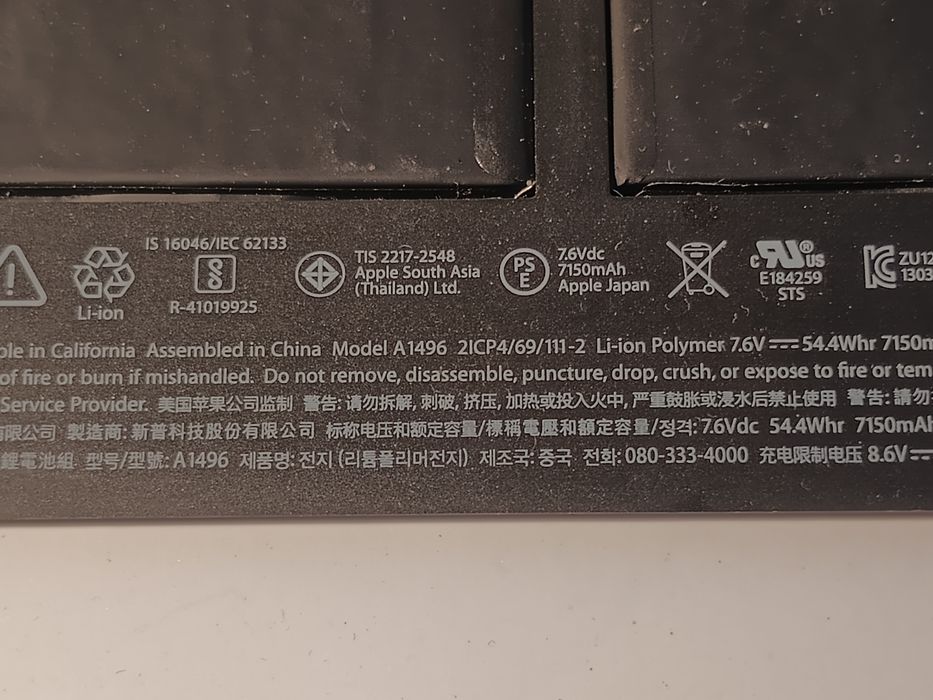 IS 16046/IEC 62133
R-41019925
Li-ion
TIS 2217-2548
Apple South Asia
(Thailand) Ltd.
PS
E
7.6Vdc
7150mAh
Apple Japan
c RU ® US
E184259
STS
ZU12
1303
in California Assembled in China Model A1496 2ICP4/69/111-2 Li-ion Polymer 7.6V ⎓ 54.4Whr 7150m
of fire or burn if mishandled. Do not remove, disassemble, puncture, drop, crush, or expose to fire or tem
Service Provider. 美国苹果公司监制 警告: 请勿拆解, 刺破, 挤压, 加热或投入火中, 严重鼓胀或浸水后禁止使用 警告: 請勿
有限公司 製造商: 新普科技股份有限公司 标称电压和额定容量/標稱電壓和額定容量/정격: 7.6Vdc 54.4Whr 7150mAh
鋰電池組 型号/型號: A1496 제품명: 전지 (리튬폴리머전지) 제조국: 중국 전화: 080-333-4000 充电限制电压 8.6V⎓